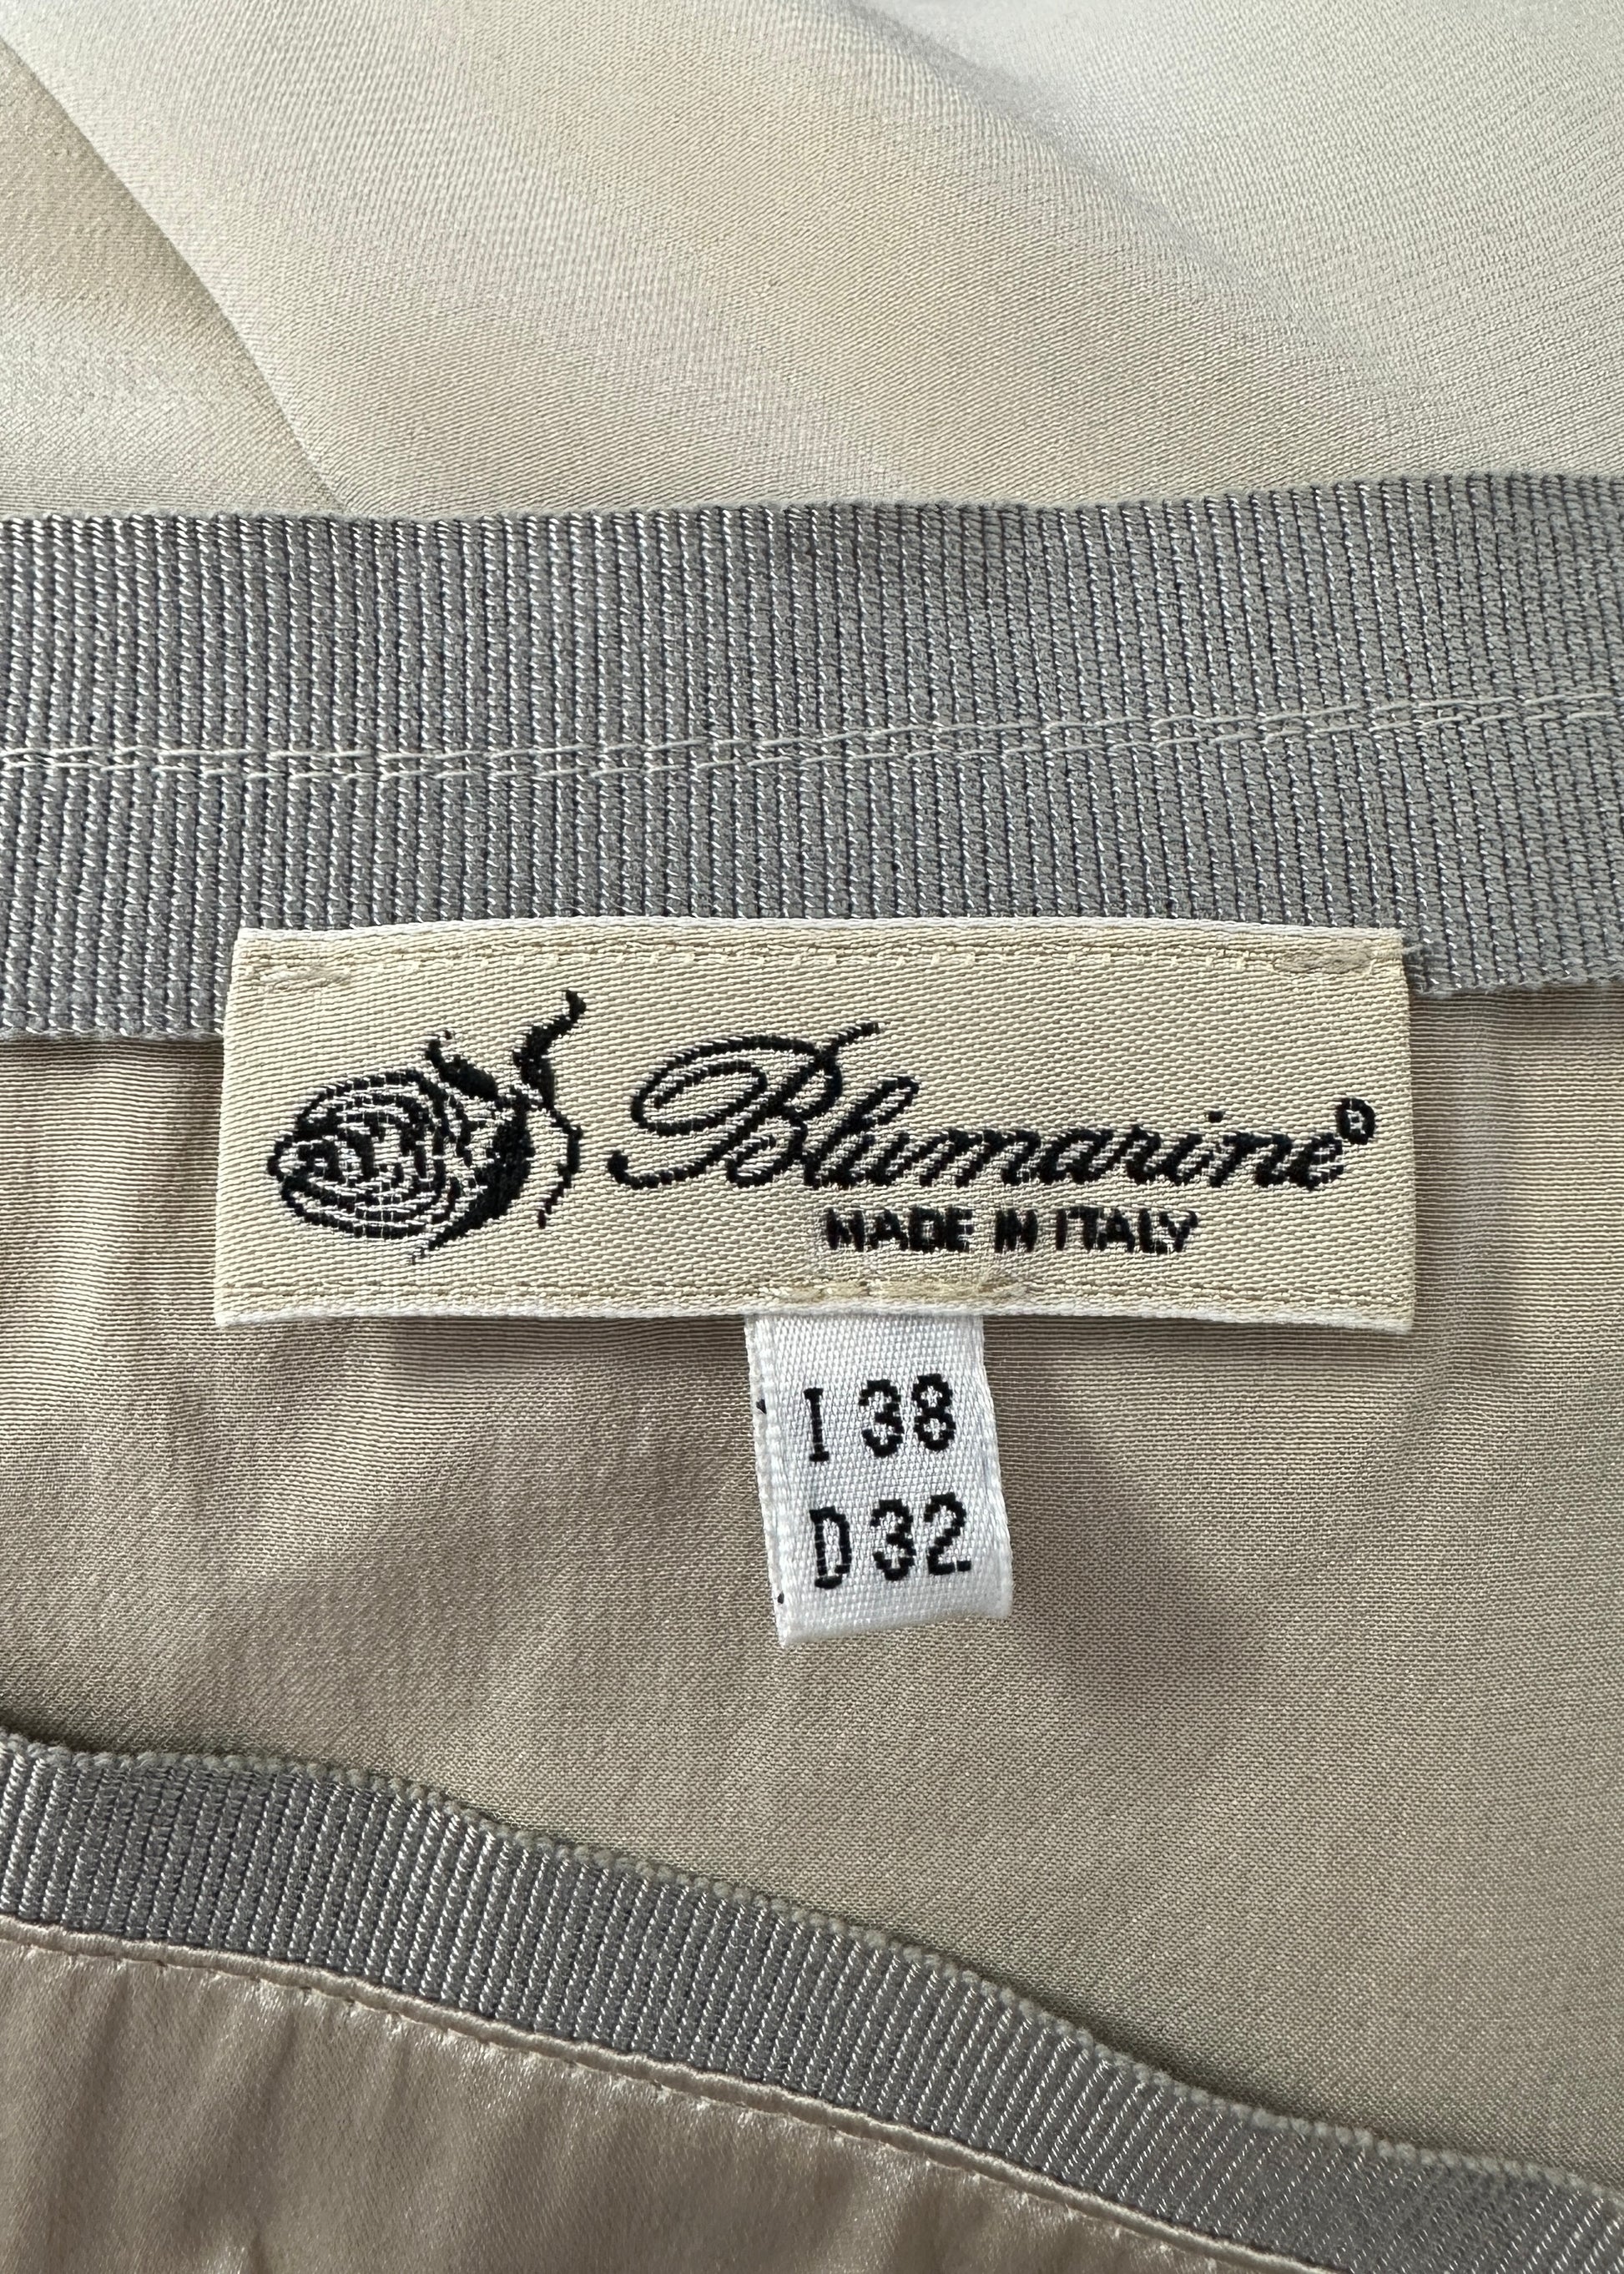 Blumarine®
MADE IN ITALY
I 38
D 32